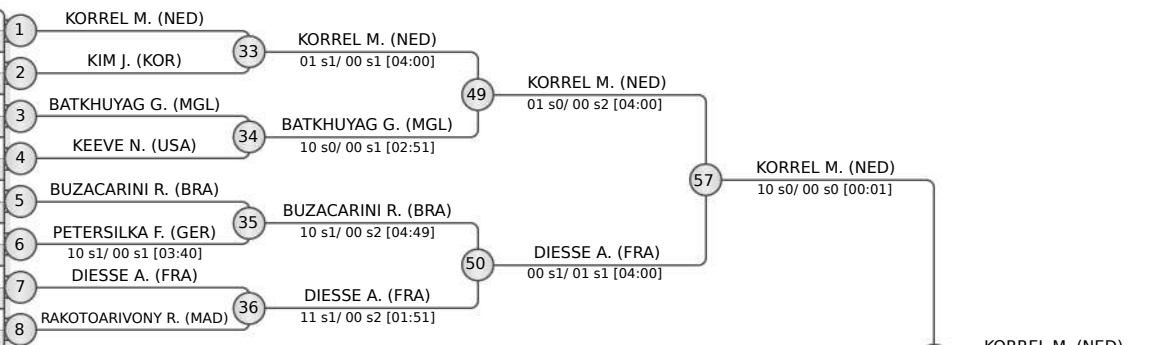 1
KORREL M. (NED)
2
KIM J. (KOR)
33
KORREL M. (NED)
01 s1/ 00 s1 [04:00]
3
BATKHUYAG G. (MGL)
4
KEEVE N. (USA)
34
BATKHUYAG G. (MGL)
10 s0/ 00 s1 [02:51]
49
KORREL M. (NED)
01 s0/ 00 s2 [04:00]
5
BUZACARINI R. (BRA)
6
PETERSILKA F. (GER)
10 s1/ 00 s1 [03:40]
35
BUZACARINI R. (BRA)
10 s1/ 00 s2 [04:49]
7
DIESSE A. (FRA)
8
RAKOTOARIVONY R. (MAD)
36
DIESSE A. (FRA)
11 s1/ 00 s2 [01:51]
50
DIESSE A. (FRA)
00 s1/ 01 s1 [04:00]
57
KORREL M. (NED)
10 s0/ 00 s0 [00:01]
KORREL M. (NED)